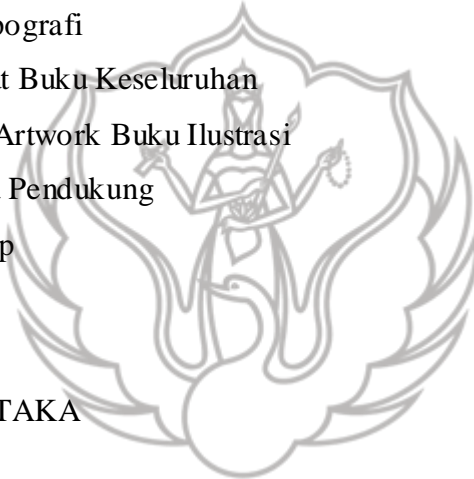 pografi
t Buku Keseluruhan
Artwork Buku Ilustrasi
Pendukung
p
TAKA